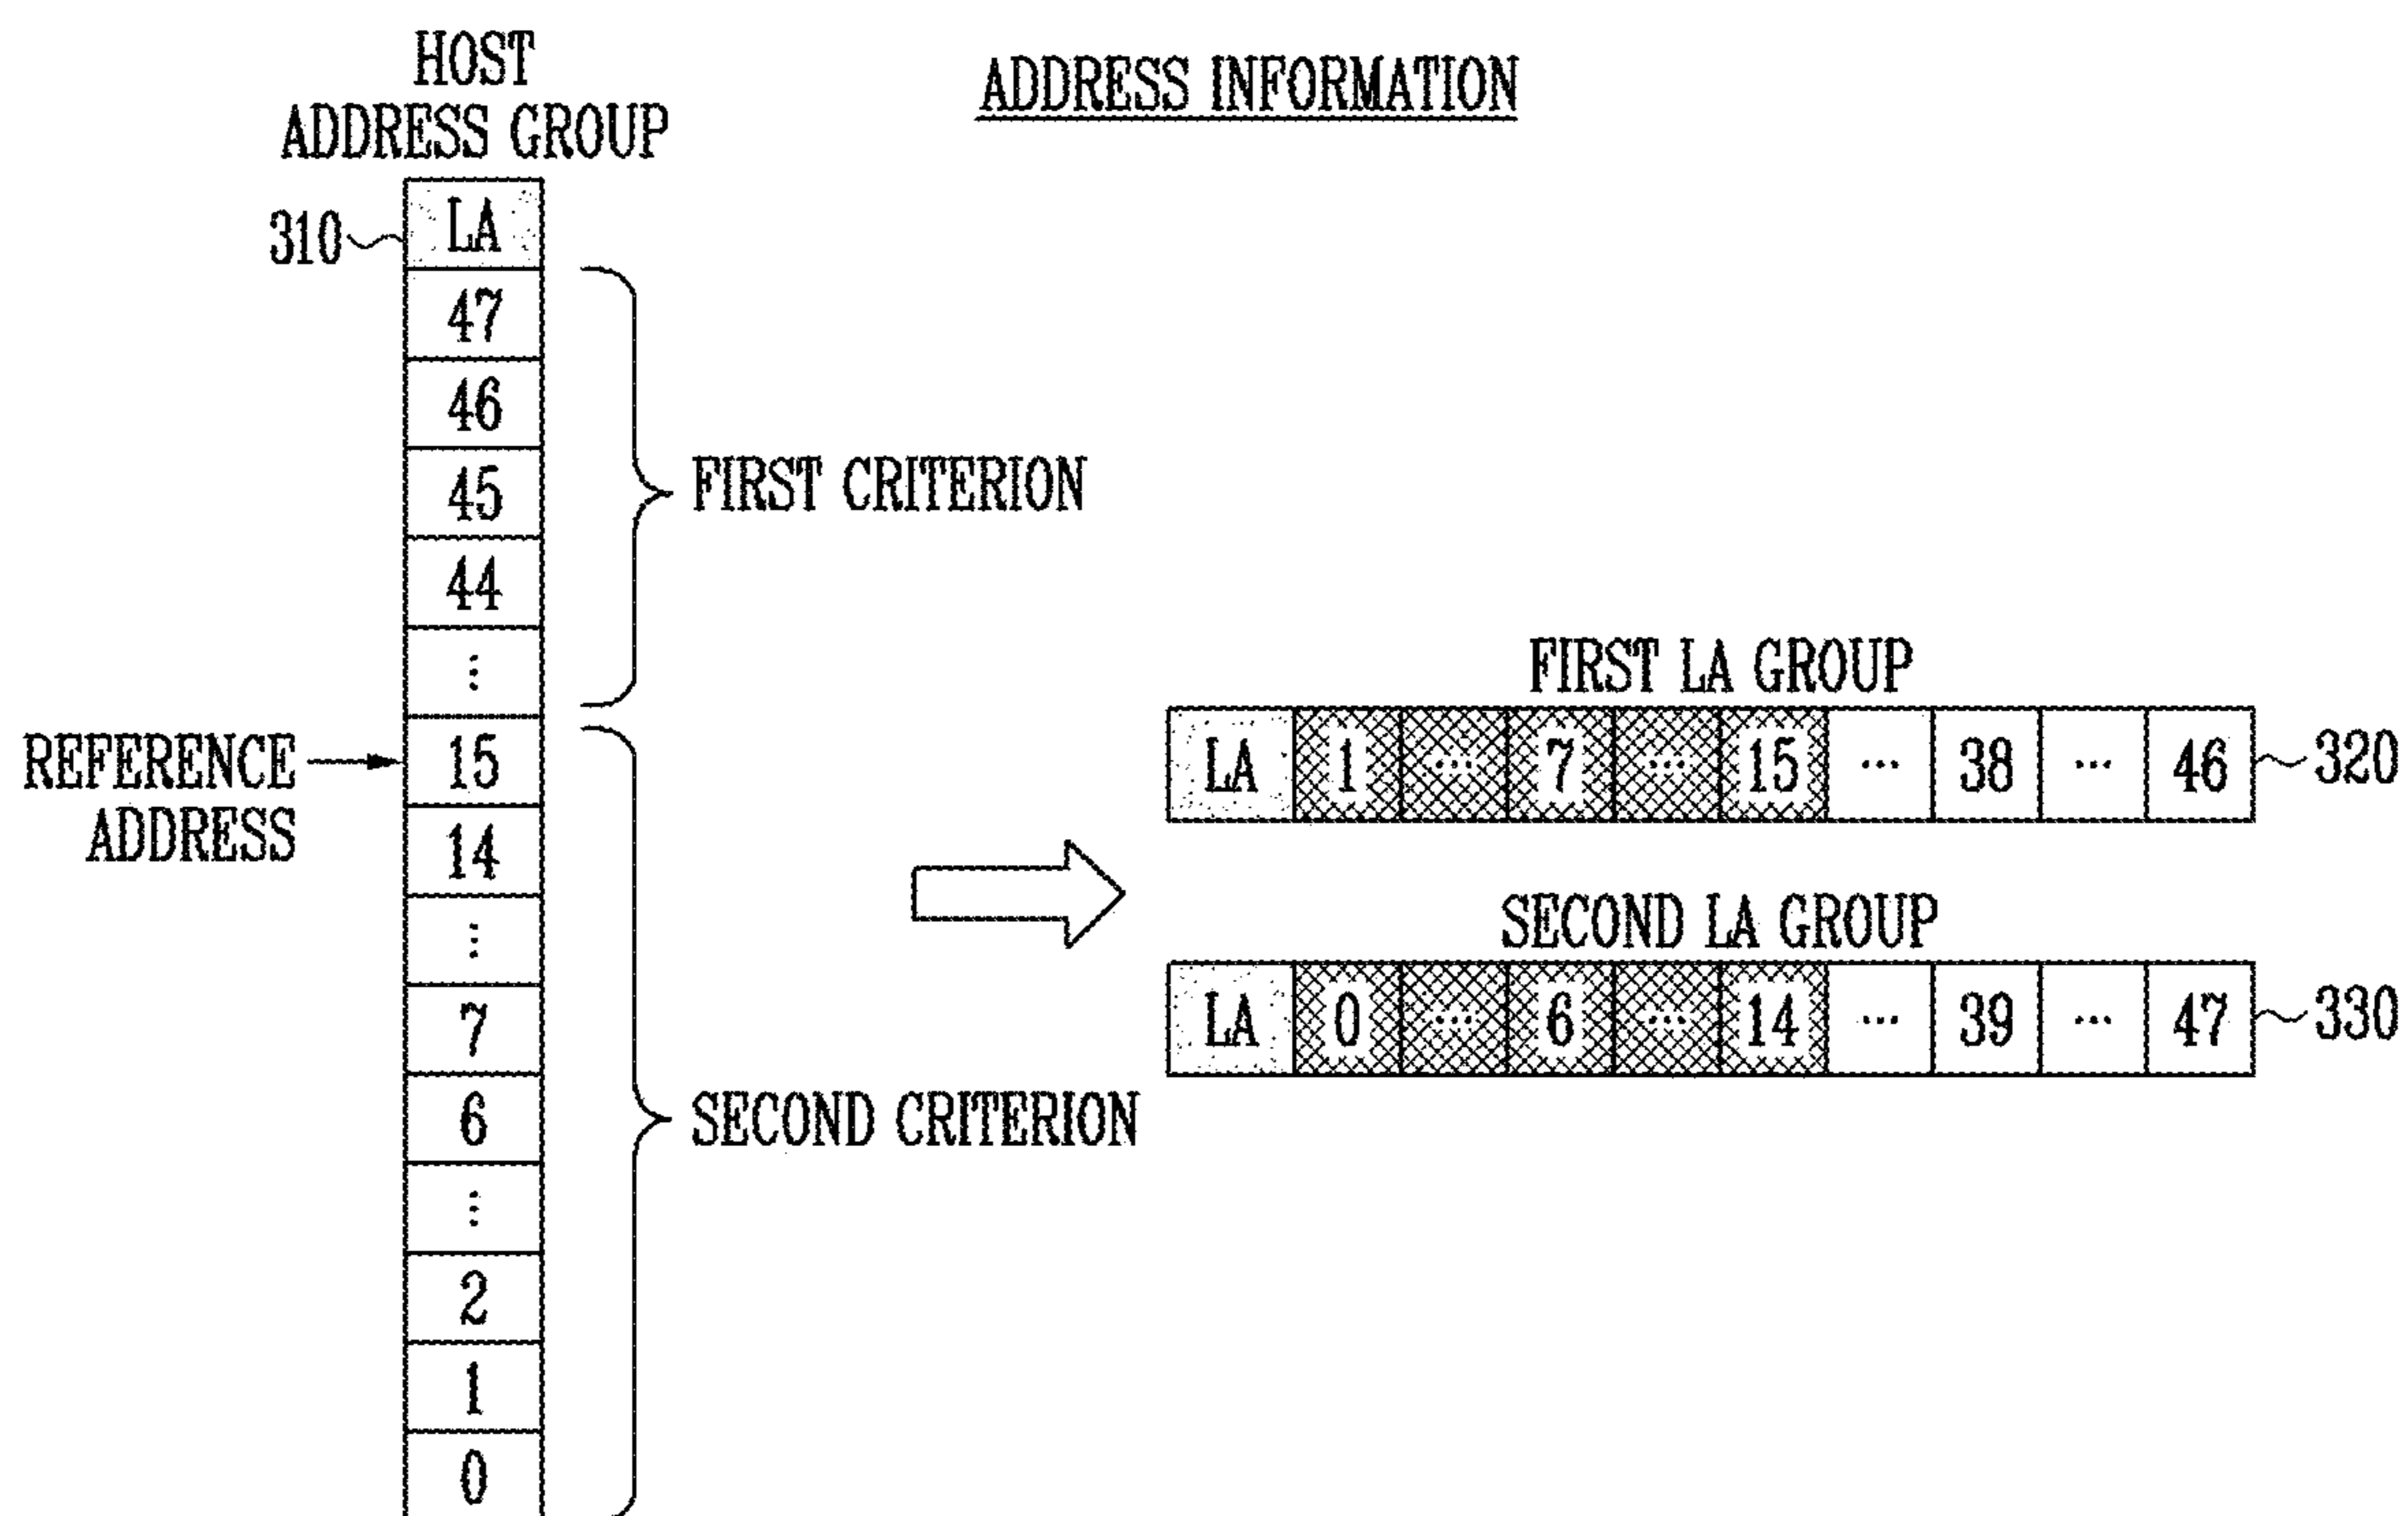 HOST
ADDRESS GROUP
ADDRESS INFORMATION
310
LA
47
46
45
44
⋮
15
14
⋮
7
6
⋮
2
1
0
FIRST CRITERION
SECOND CRITERION
REFERENCE
ADDRESS
FIRST LA GROUP
LA 1 ... 7 ... 15 ... 38 ... 46 320
SECOND LA GROUP
LA 0 ... 6 ... 14 ... 39 ... 47 330